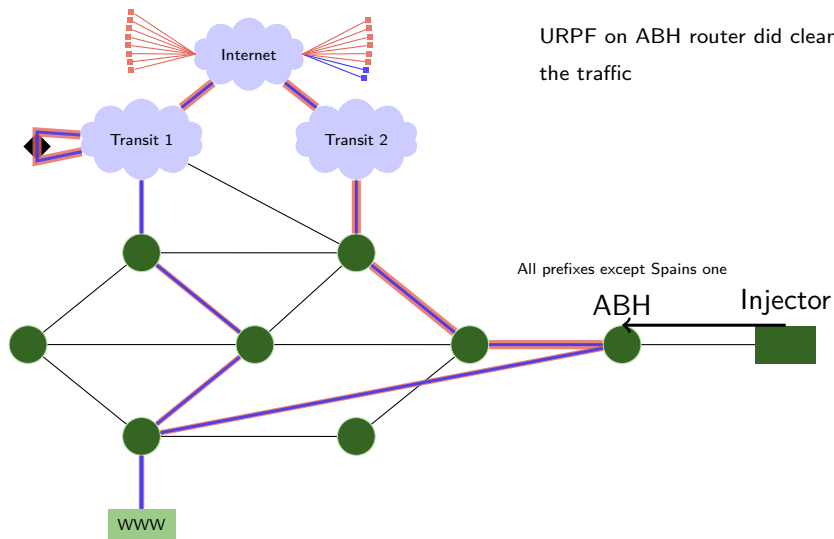 URPF on ABH router did clean
the traffic
Internet
Transit 1
Transit 2
All prefixes except Spains one
ABH
Injector
WWW